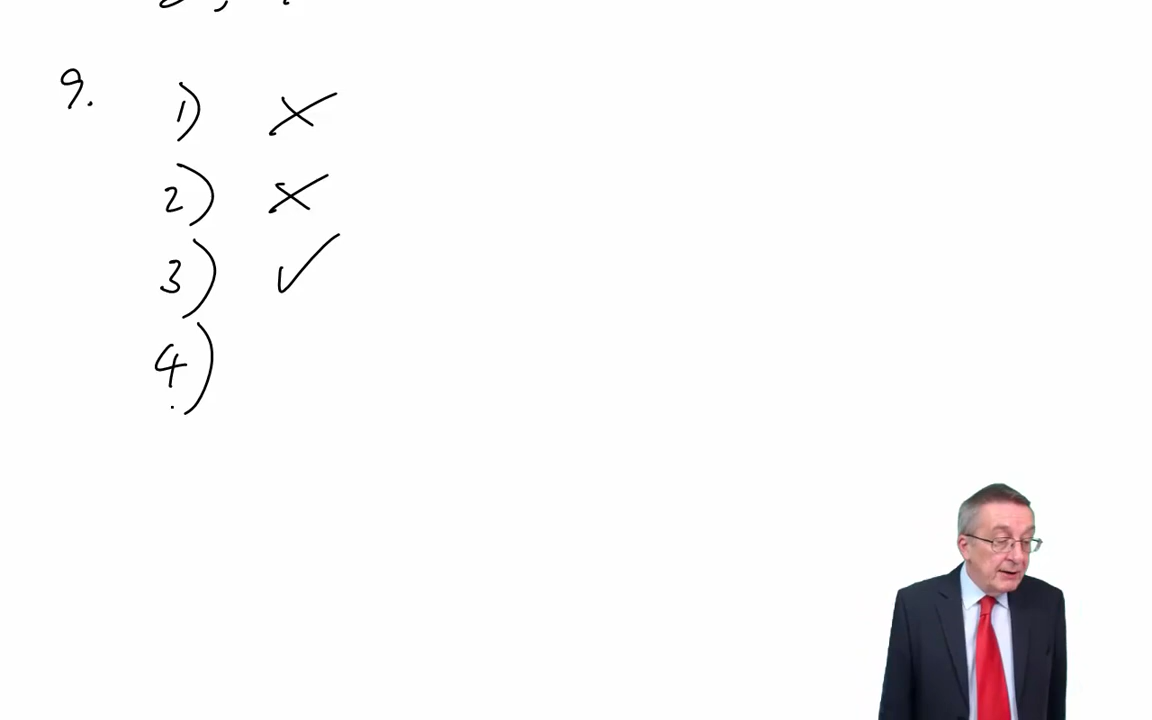 9. 1) ✗
2) ✗
3) ✓
4)